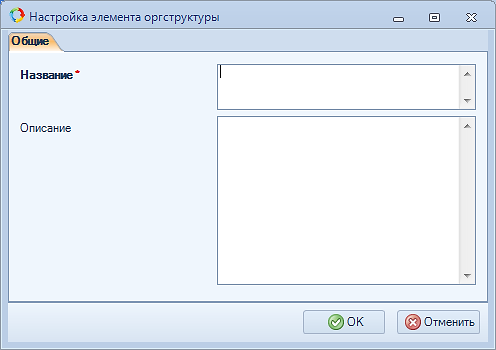 Настройка элемента оргструктуры
Общие
Название *
Описание
OK
Отменить